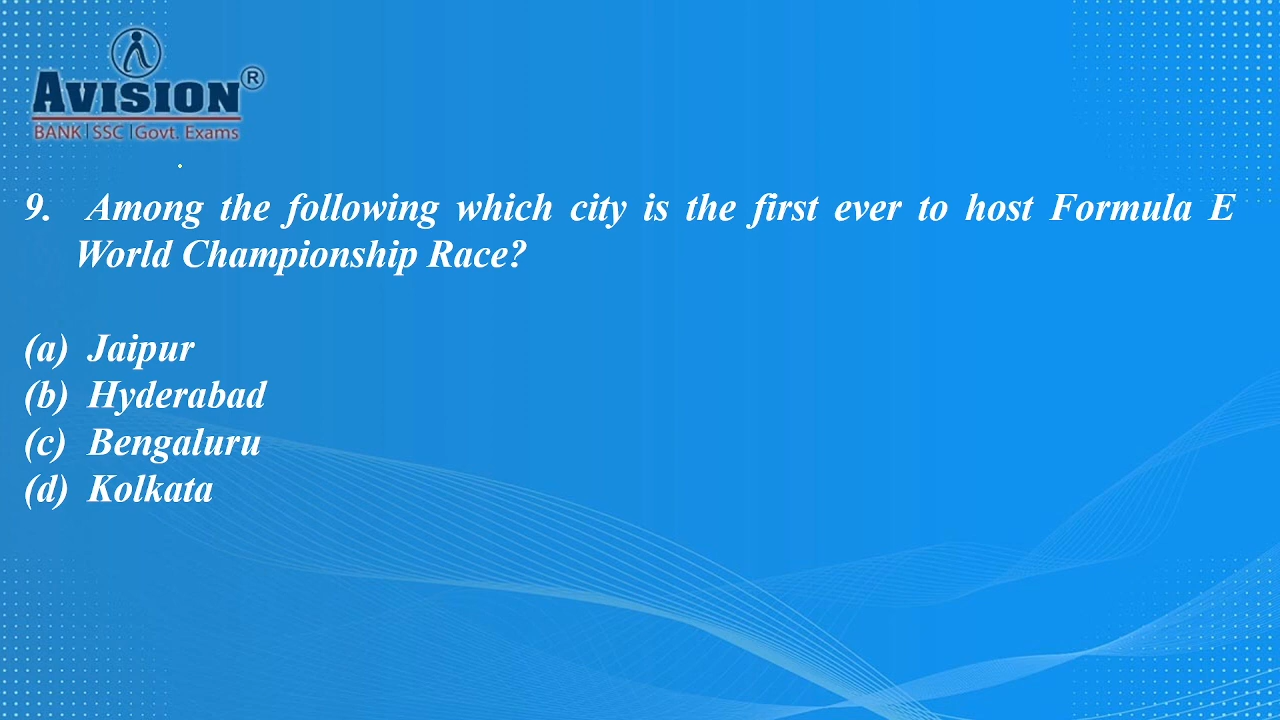 AVISION®
BANK | SSC | Govt. Exams
9. Among the following which city is the first ever to host Formula E
World Championship Race?
(a) Jaipur
(b) Hyderabad
(c) Bengaluru
(d) Kolkata